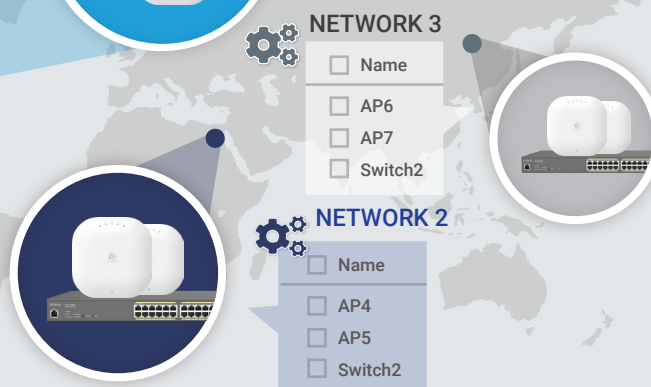 NETWORK 3
Name
AP6
AP7
Switch2
NETWORK 2
Name
AP4
AP5
Switch2